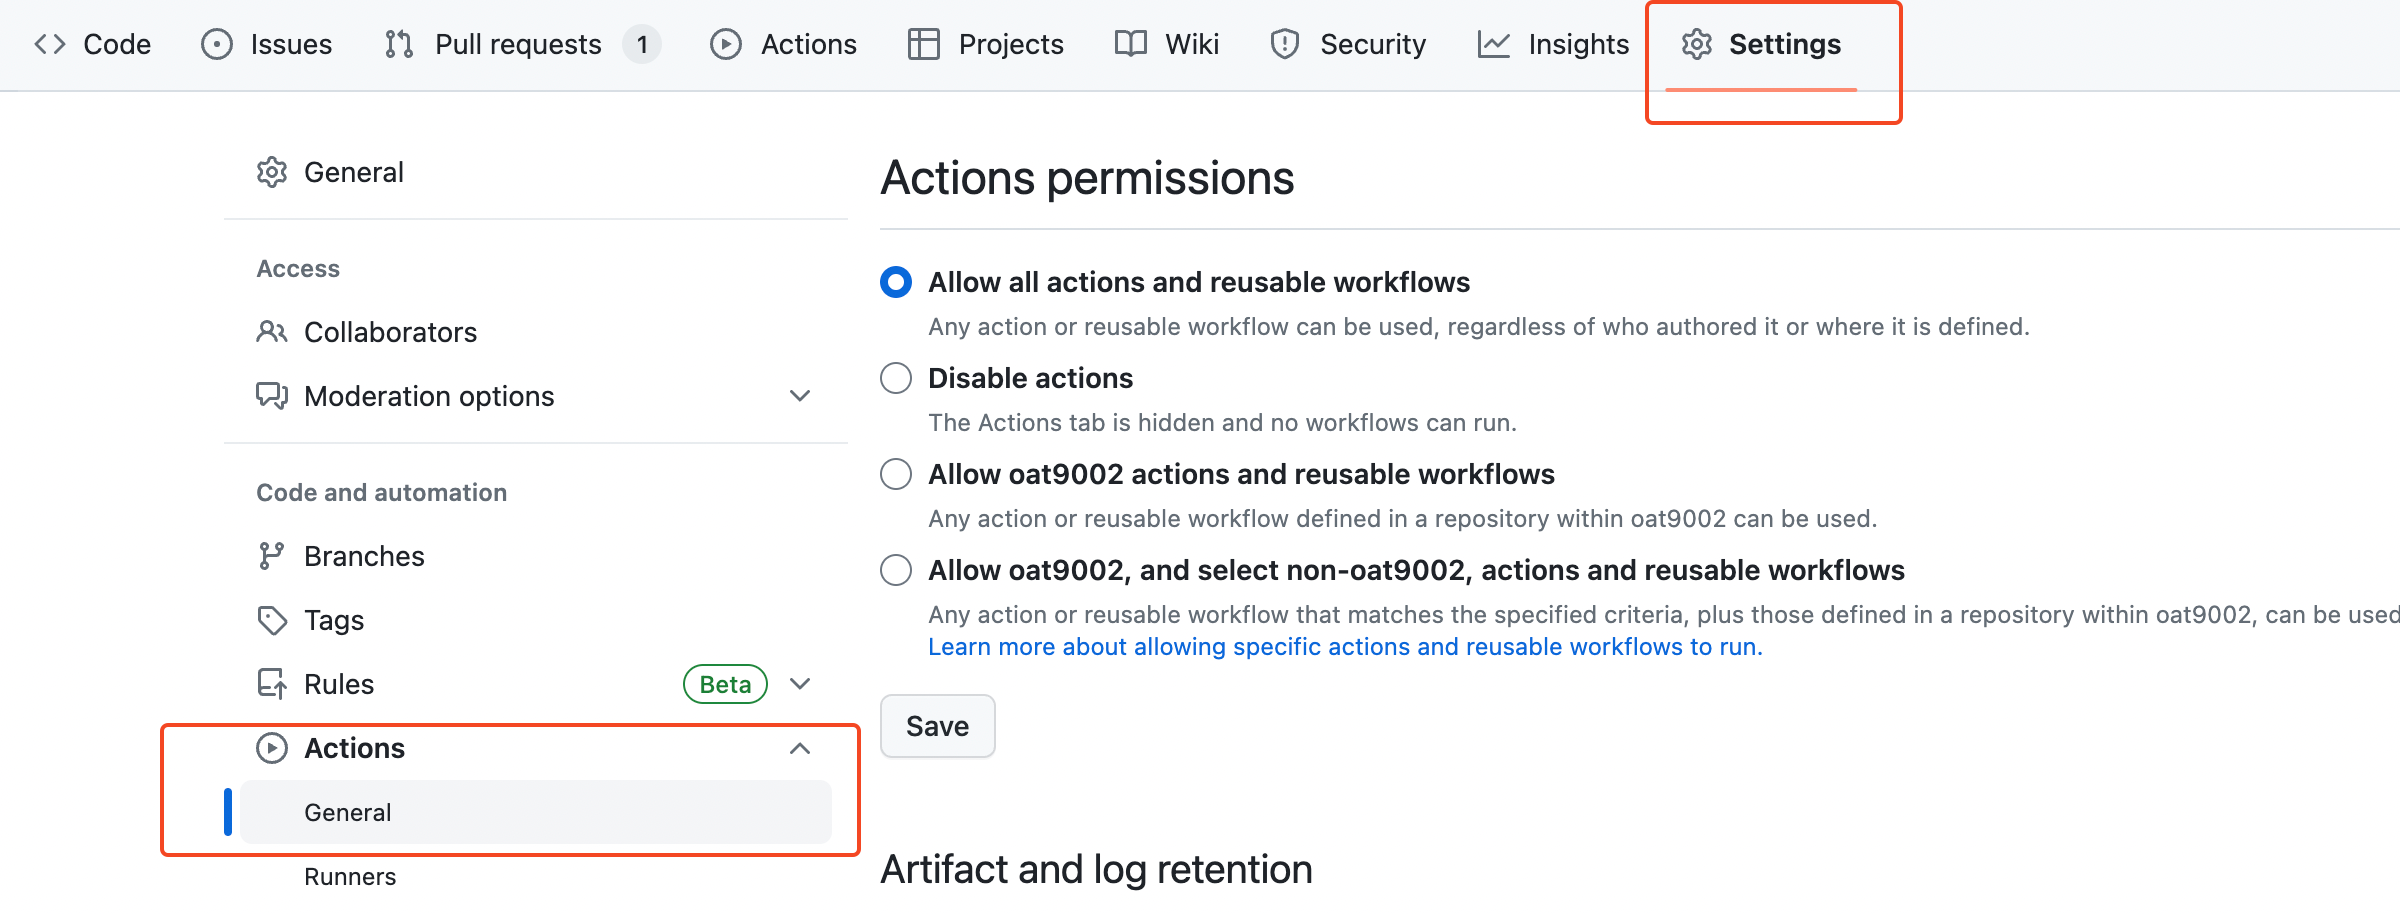 Code Issues Pull requests 1 Actions Projects Wiki Security Insights Settings
General
Access
Collaborators
Moderation options
Code and automation
Branches
Tags
Rules Beta
Actions
General
Runners
Actions permissions
Allow all actions and reusable workflows
Any action or reusable workflow can be used, regardless of who authored it or where it is defined.
Disable actions
The Actions tab is hidden and no workflows can run.
Allow oat9002 actions and reusable workflows
Any action or reusable workflow defined in a repository within oat9002 can be used.
Allow oat9002, and select non-oat9002, actions and reusable workflows
Any action or reusable workflow that matches the specified criteria, plus those defined in a repository within oat9002, can be used
Learn more about allowing specific actions and reusable workflows to run.
Save
Artifact and log retention